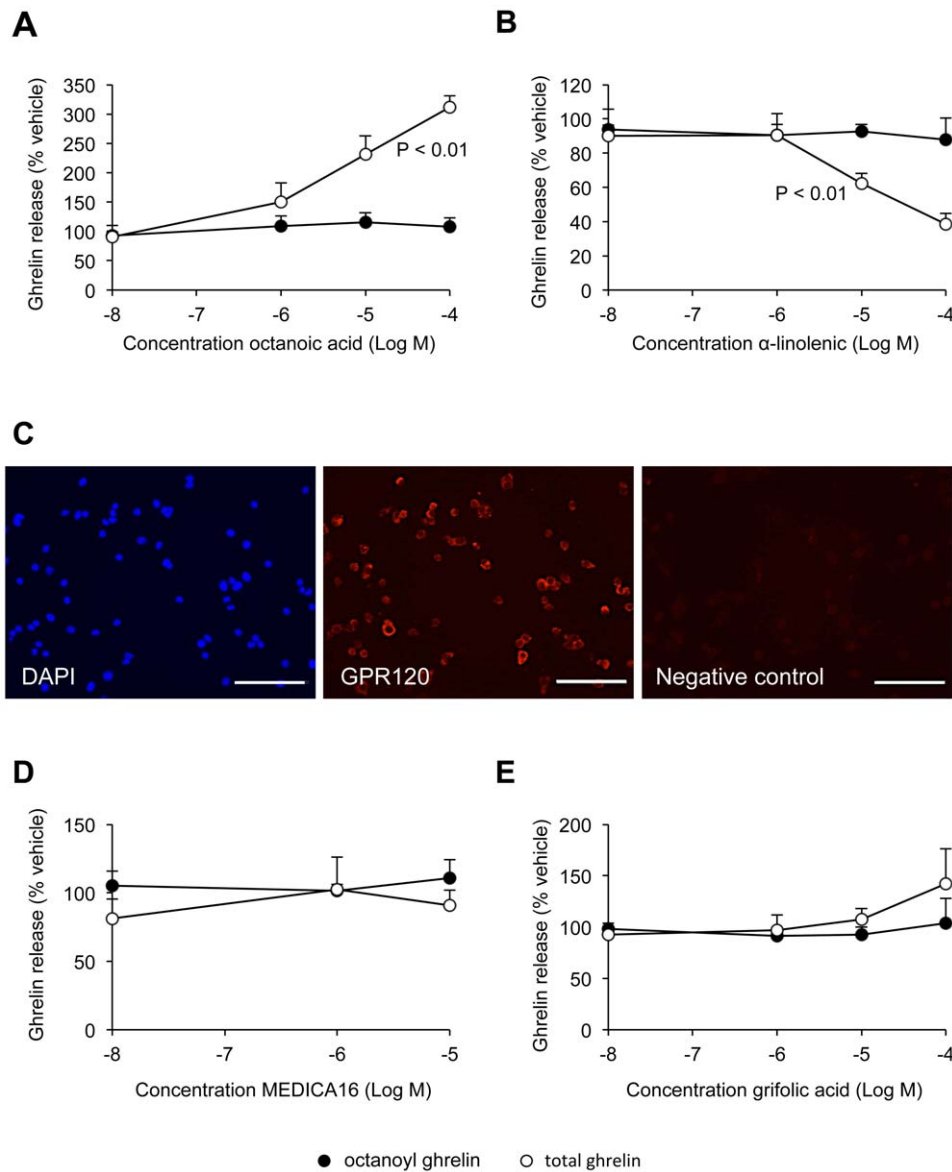 A
Ghrelin release (% vehicle)
350
300
250
200
150
100
50
0
P < 0.01
-8 -7 -6 -5 -4
Concentration octanoic acid (Log M)
B
Ghrelin release (% vehicle)
120
100
80
60
40
20
0
P < 0.01
-8 -7 -6 -5 -4
Concentration α-linolenic (Log M)
C
DAPI
GPR120
Negative control
D
Ghrelin release (% vehicle)
150
100
50
0
-8 -7 -6 -5
Concentration MEDICA16 (Log M)
E
Ghrelin release (% vehicle)
200
150
100
50
0
-8 -7 -6 -5 -4
Concentration grifolic acid (Log M)
octanoyl ghrelin total ghrelin